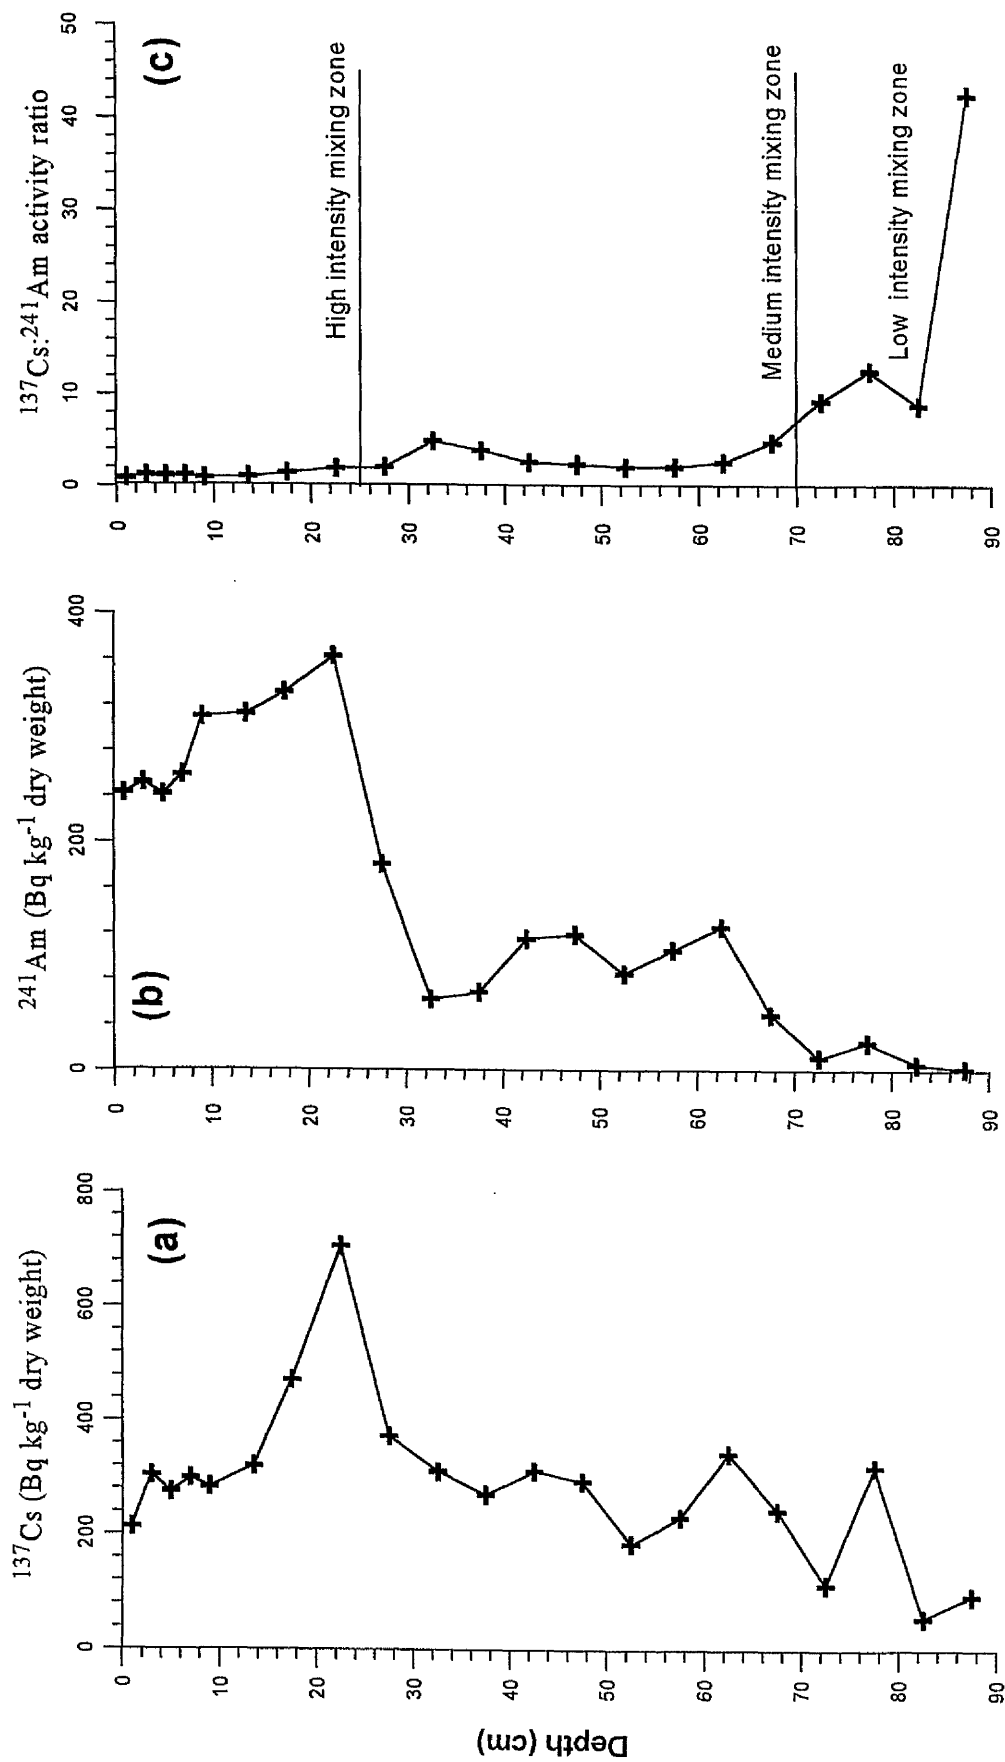 ¹³⁷Cs (Bq kg⁻¹ dry weight)
0 200 400 600 800
(a)
Depth (cm)
0
10
20
30
40
50
60
70
80
90
²⁴¹Am (Bq kg⁻¹ dry weight)
0 200 400
(b)
0
10
20
30
40
50
60
70
80
90
¹³⁷Cs:²⁴¹Am activity ratio
0 10 20 30 40 50
(c)
0
10
20
High intensity mixing zone
30
40
50
60
Medium intensity mixing zone
70
80
Low intensity mixing zone
90